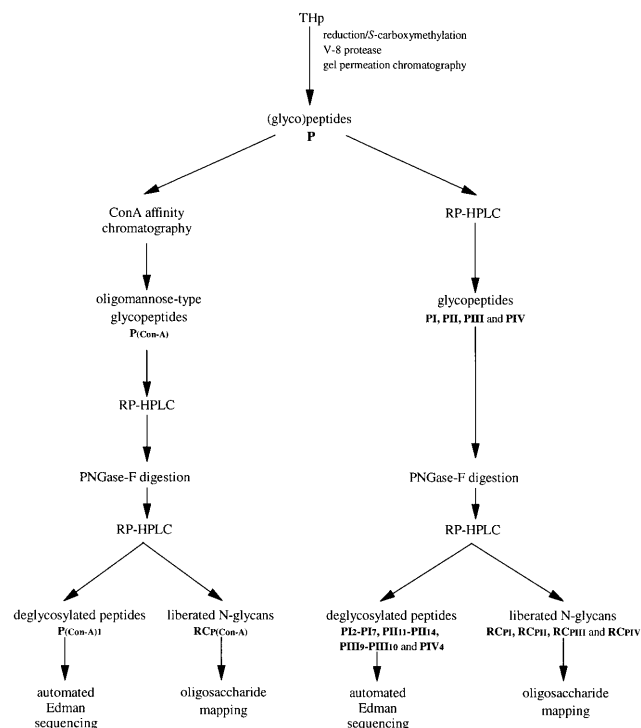 THp
reduction/S-carboxymethylation
V-8 protease
gel permeation chromatography
(glyco)peptides
P
ConA affinity
chromatography
oligomannose-type
glycopeptides
P(Con-A)
RP-HPLC
PNGase-F digestion
RP-HPLC
deglycosylated peptides
P(Con-A)1
automated
Edman
sequencing
liberated N-glycans
RCP(Con-A)
oligosaccharide
mapping
RP-HPLC
glycopeptides
PI, PII, PIII and PIV
PNGase-F digestion
RP-HPLC
deglycosylated peptides
PI2-PI7, PII11-PII14,
PIII9-PIII10 and PIV4
automated
Edman
sequencing
liberated N-glycans
RCPI, RCPII, RCPIII and RCPIV
oligosaccharide
mapping